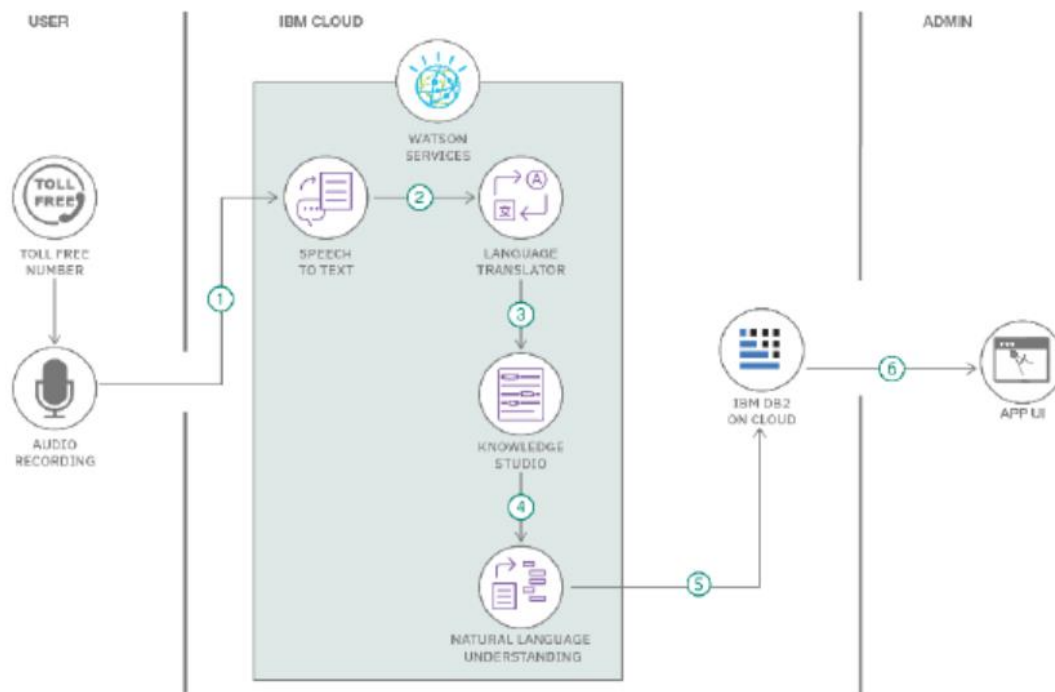 USER
IBM CLOUD
ADMIN
WATSON
SERVICES
TOLL
FREE
TOLL FREE
NUMBER
SPEECH
TO TEXT
2
A
文
LANGUAGE
TRANSLATOR
1
3
AUDIO
RECORDING
KNOWLEDGE
STUDIO
IBM DB2
ON CLOUD
6
APP UI
4
NATURAL LANGUAGE
UNDERSTANDING
5